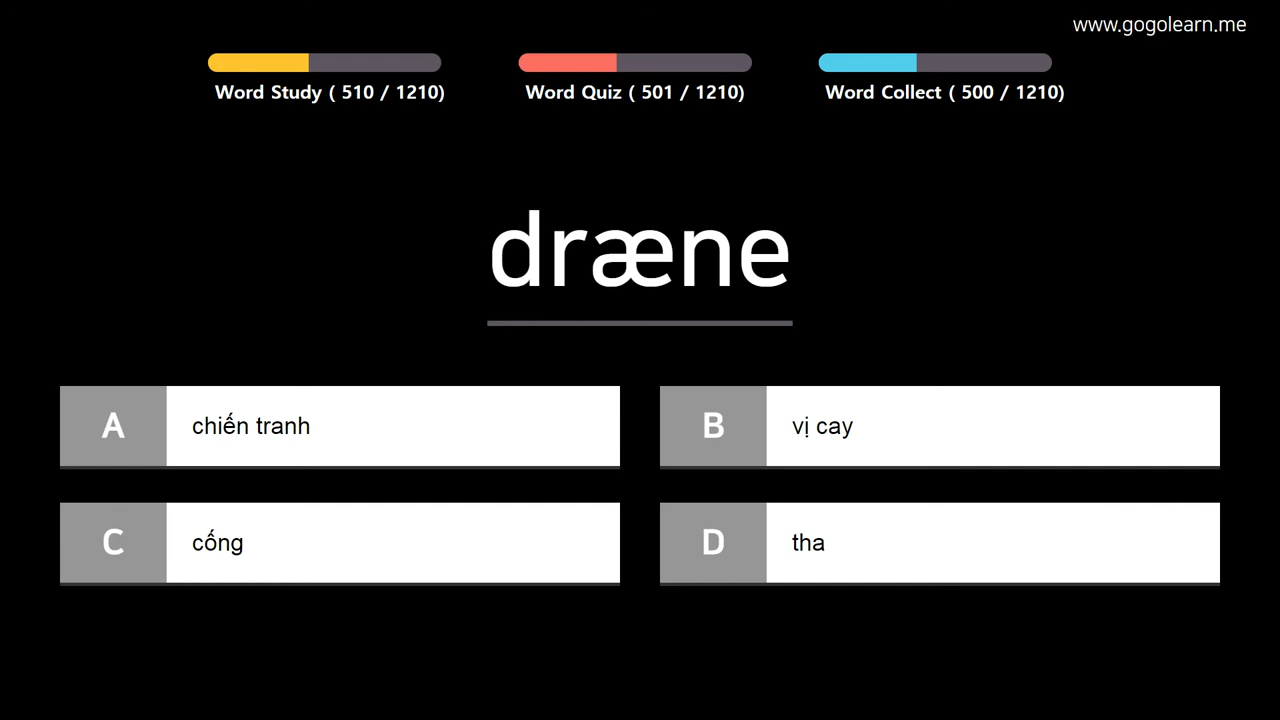 www.gogolearn.me
Word Study ( 510 / 1210)
Word Quiz ( 501 / 1210)
Word Collect ( 500 / 1210)
dræne
A
chiến tranh
B
vị cay
C
cống
D
tha